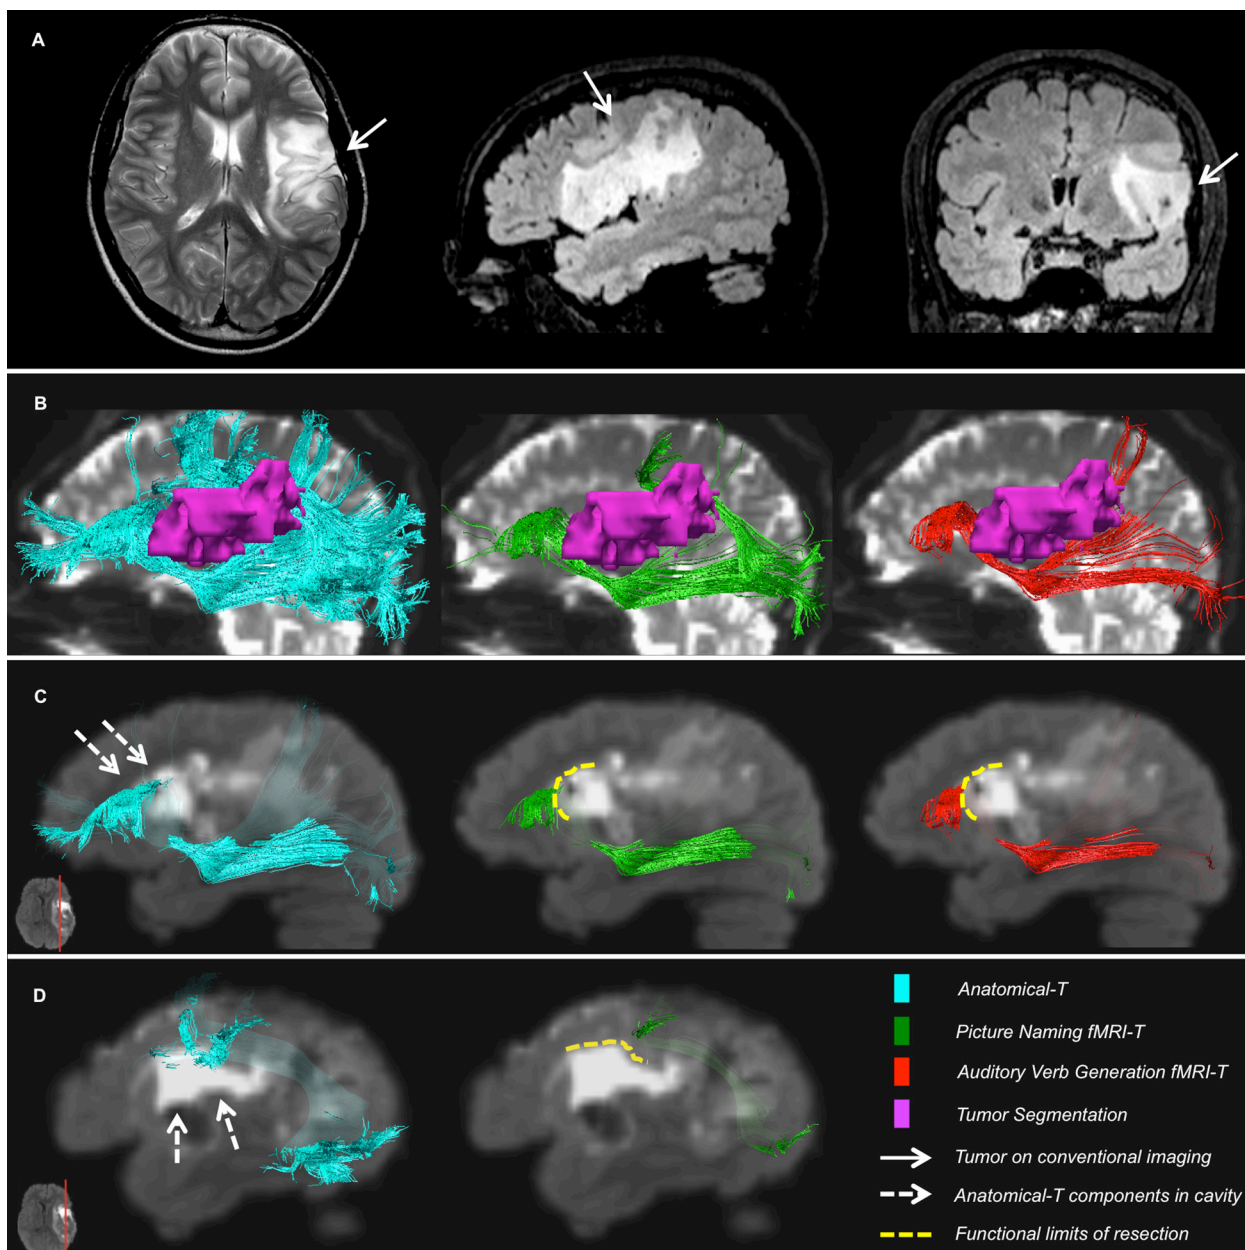 A
B
C
D
Anatomical-T
Picture Naming fMRI-T
Auditory Verb Generation fMRI-T
Tumor Segmentation
Tumor on conventional imaging
Anatomical-T components in cavity
Functional limits of resection